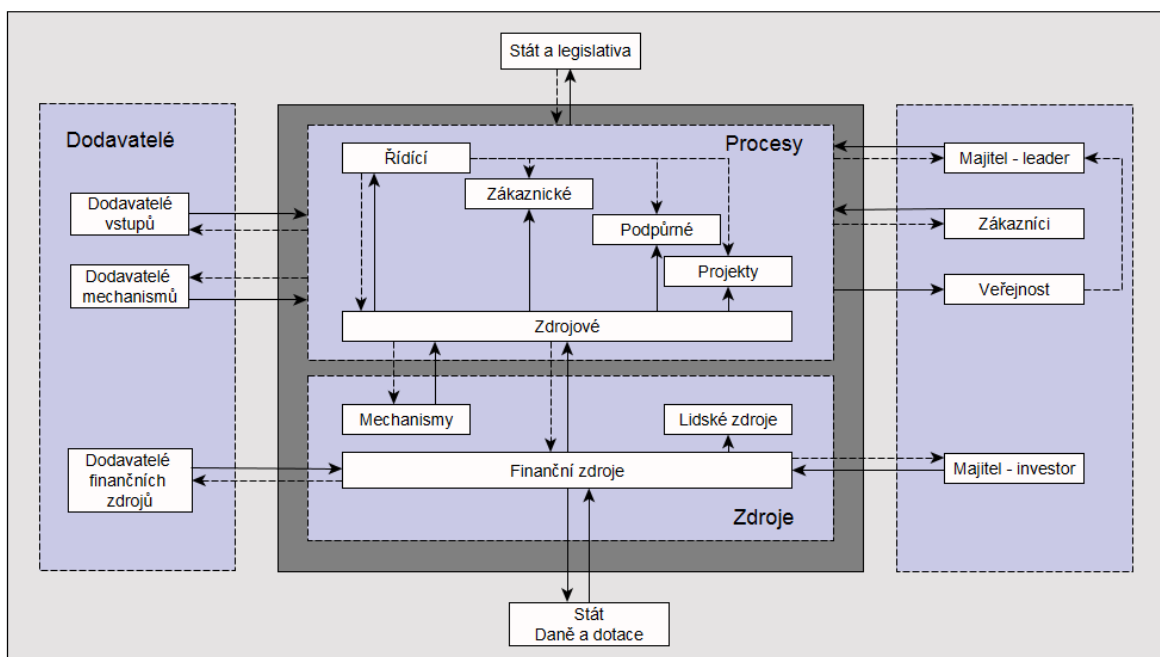 Stát a legislativa
Dodavatelé
Dodavatelé
vstupů
Dodavatelé
mechanismů
Dodavatelé
finančních
zdrojů
Procesy
Řídící
Zákaznické
Podpůrné
Projekty
Zdrojové
Mechanismy
Lidské zdroje
Finanční zdroje
Zdroje
Majitel - leader
Zákazníci
Veřejnost
Majitel - investor
Stát
Daně a dotace